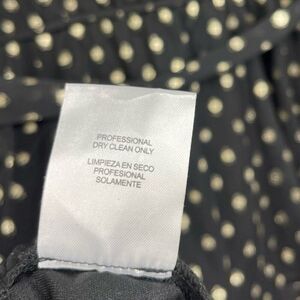 PROFESSIONAL
DRY CLEAN ONLY
LIMPIEZA EN SECO
PROFESIONAL
SOLAMENTE